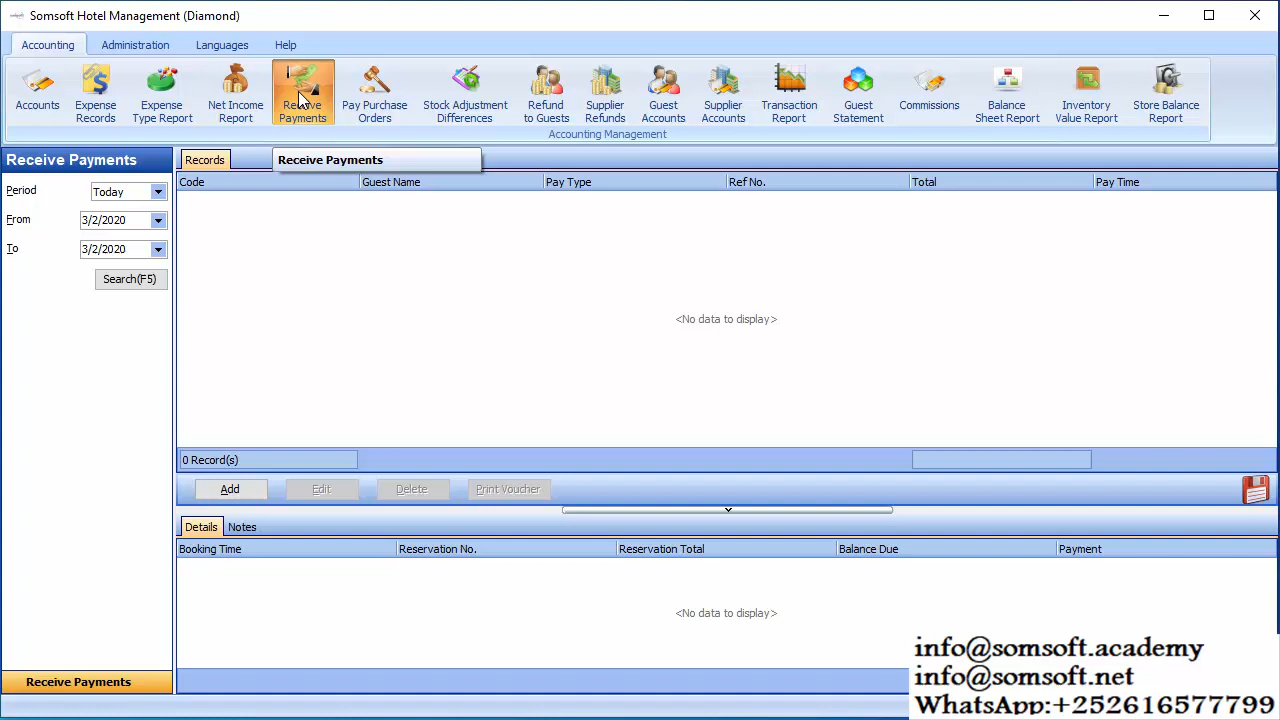 Somsoft Hotel Management (Diamond)
Accounting Administration Languages Help
Accounts
Expense Records
Expense Type Report
Net Income Report
Receive Payments
Pay Purchase Orders
Stock Adjustment Differences
Refund to Guests
Supplier Refunds
Guest Accounts
Supplier Accounts
Transaction Report
Guest Statement
Commissions
Balance Sheet Report
Inventory Value Report
Store Balance Report
Accounting Management
Receive Payments
Period Today
From 3/2/2020
To 3/2/2020
Search(F5)
Receive Payments
Records
Receive Payments
Code Guest Name Pay Type Ref No. Total Pay Time
<No data to display>
0 Record(s)
Add Edit Delete Print Voucher
Details Notes
Booking Time Reservation No. Reservation Total Balance Due Payment
<No data to display>
info@somsoft.academy
info@somsoft.net
WhatsApp:+252616577799